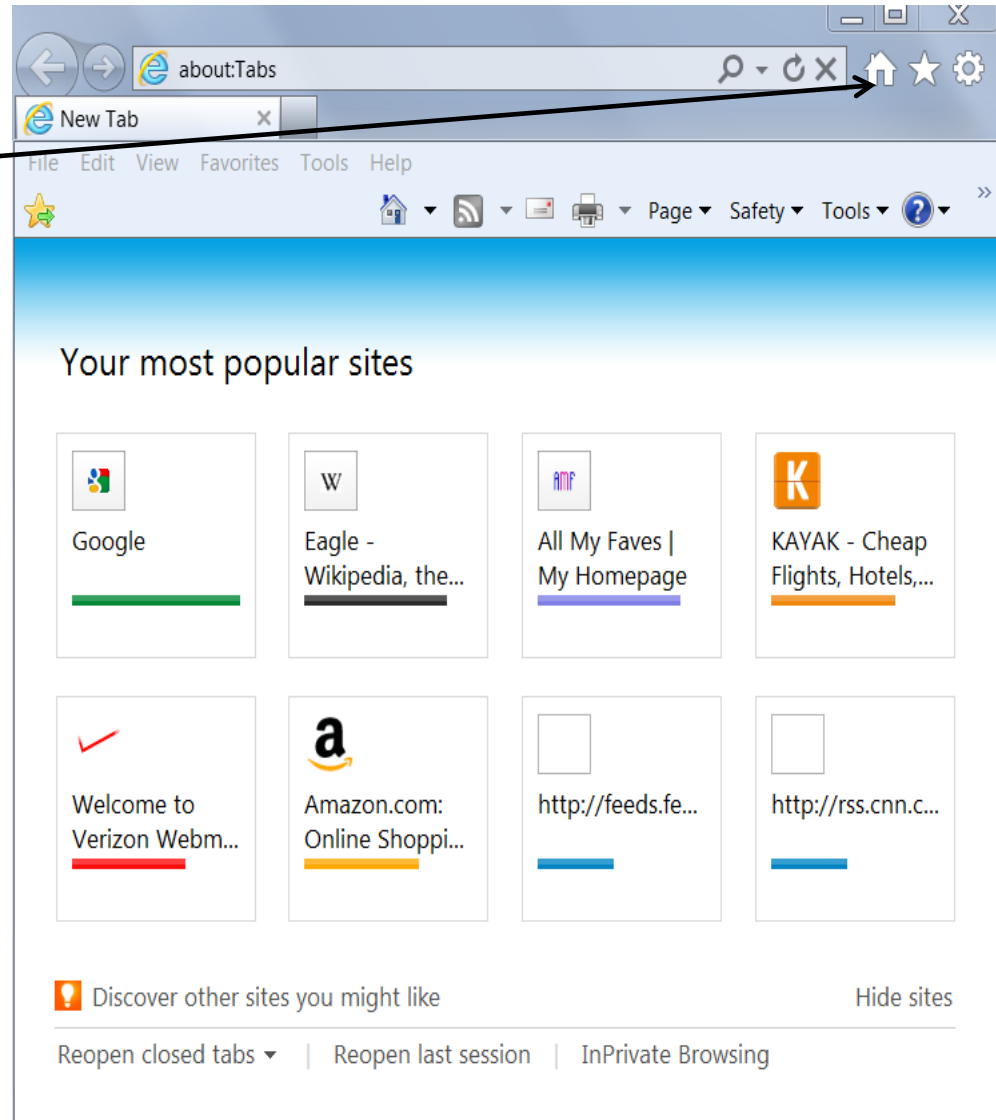 about:Tabs
New Tab
File Edit View Favorites Tools Help
Page Safety Tools ? »
Your most popular sites
W AMF K
Google Eagle - All My Faves | KAYAK - Cheap
Wikipedia, the... My Homepage Flights, Hotels,...
a
Welcome to Amazon.com: http://feeds.fe... http://rss.cnn.c...
Verizon Webm... Online Shoppi...
Discover other sites you might like Hide sites
Reopen closed tabs | Reopen last session | InPrivate Browsing